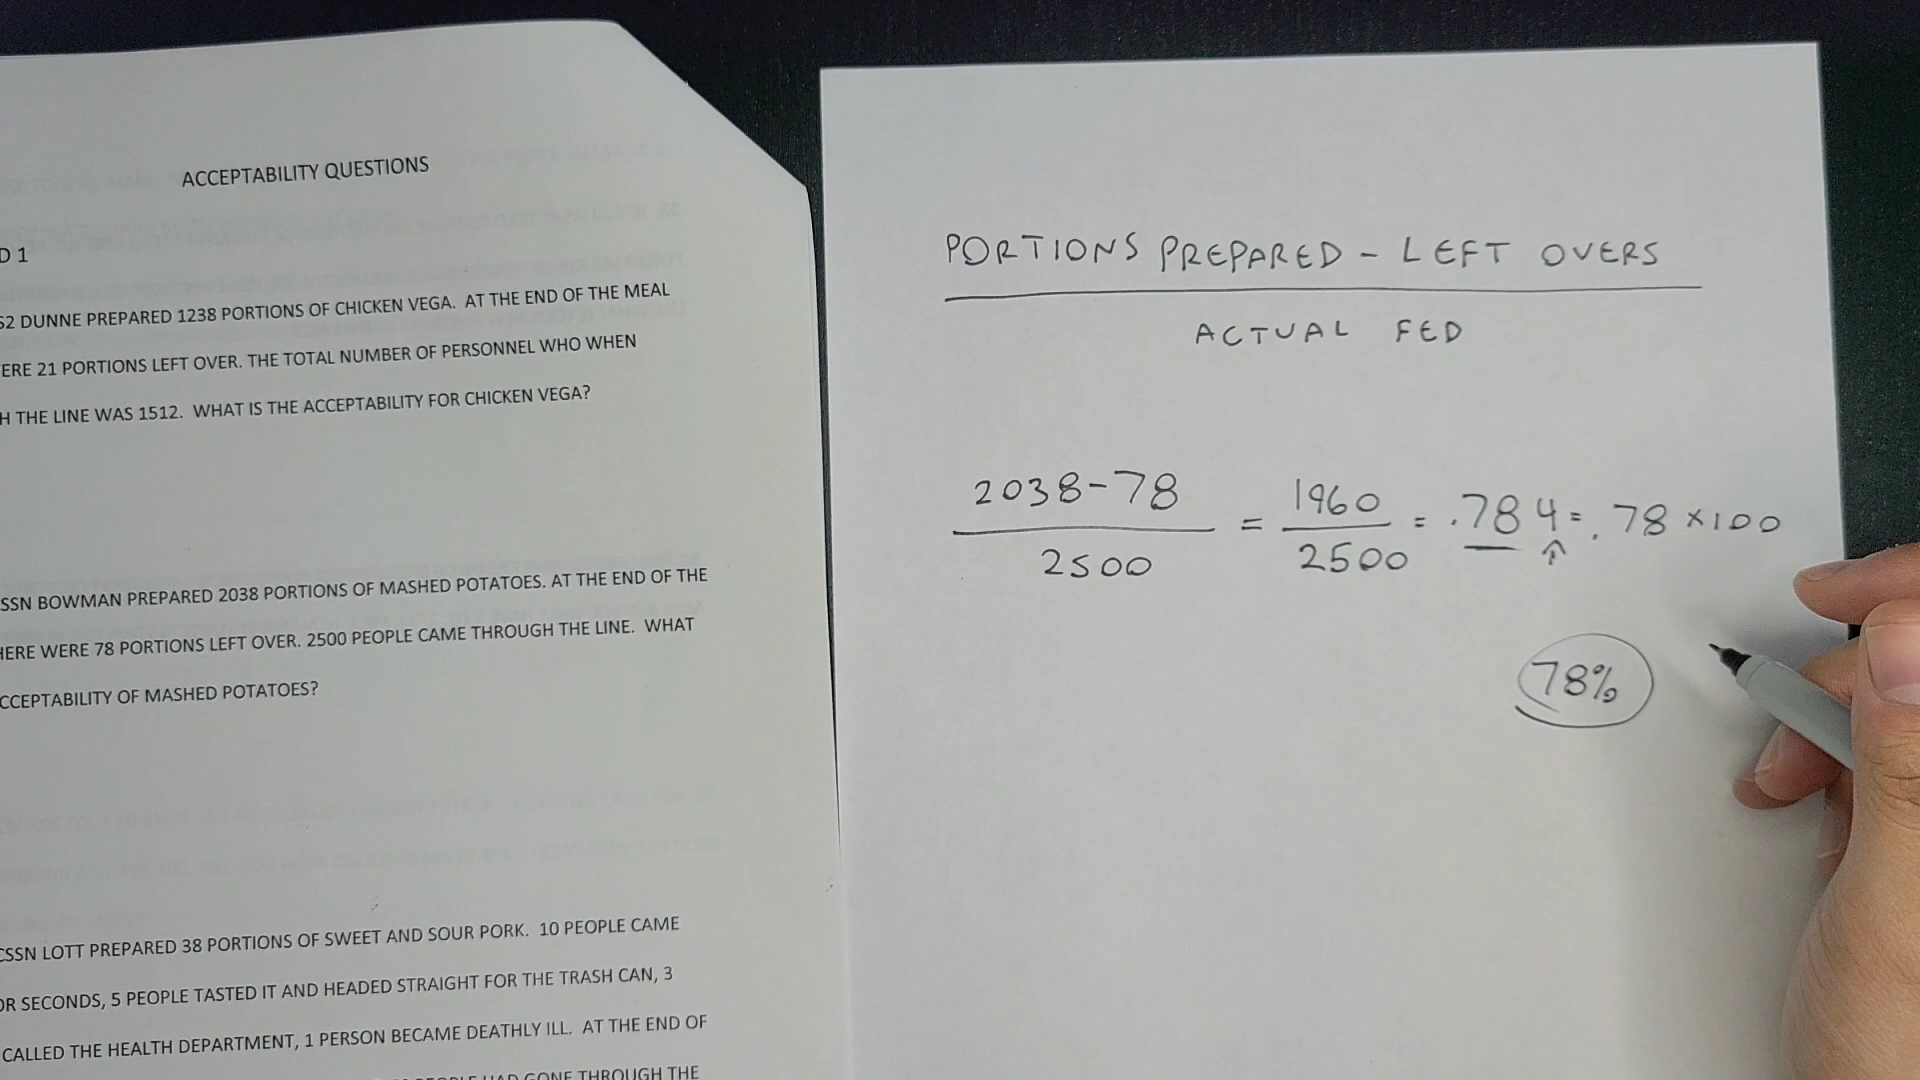 ACCEPTABILITY QUESTIONS
D 1
S2 DUNNE PREPARED 1238 PORTIONS OF CHICKEN VEGA. AT THE END OF THE MEAL
ERE 21 PORTIONS LEFT OVER. THE TOTAL NUMBER OF PERSONNEL WHO WHEN
H THE LINE WAS 1512. WHAT IS THE ACCEPTABILITY FOR CHICKEN VEGA?
SSN BOWMAN PREPARED 2038 PORTIONS OF MASHED POTATOES. AT THE END OF THE
HERE WERE 78 PORTIONS LEFT OVER. 2500 PEOPLE CAME THROUGH THE LINE. WHAT
CCEPTABILITY OF MASHED POTATOES?
CSSN LOTT PREPARED 38 PORTIONS OF SWEET AND SOUR PORK. 10 PEOPLE CAME
OR SECONDS, 5 PEOPLE TASTED IT AND HEADED STRAIGHT FOR THE TRASH CAN, 3
CALLED THE HEALTH DEPARTMENT, 1 PERSON BECAME DEATHLY ILL. AT THE END OF
PEOPLE HAD GONE THROUGH THE
PORTIONS PREPARED - LEFT OVERS
ACTUAL FED
2038-78
2500
= 1960
2500
= .784 = .78 ×100
↑
78%